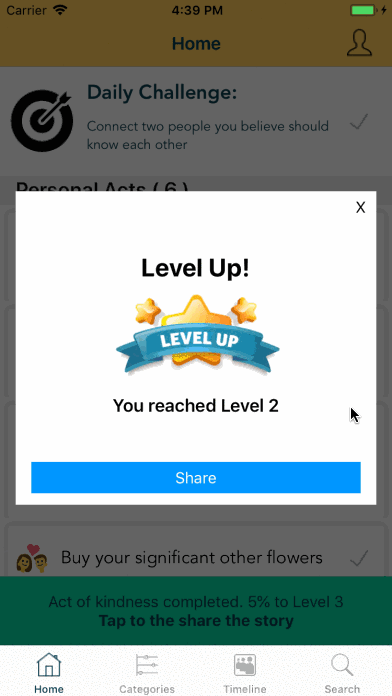 Carrier 4:39 PM
Home
Daily Challenge:
Connect two people you believe should
know each other
Personal Acts ( 6 )
X
Level Up!
LEVEL UP
You reached Level 2
Share
Buy your significant other flowers
Act of kindness completed. 5% to Level 3
Tap to the share the story
Home Categories Timeline Search